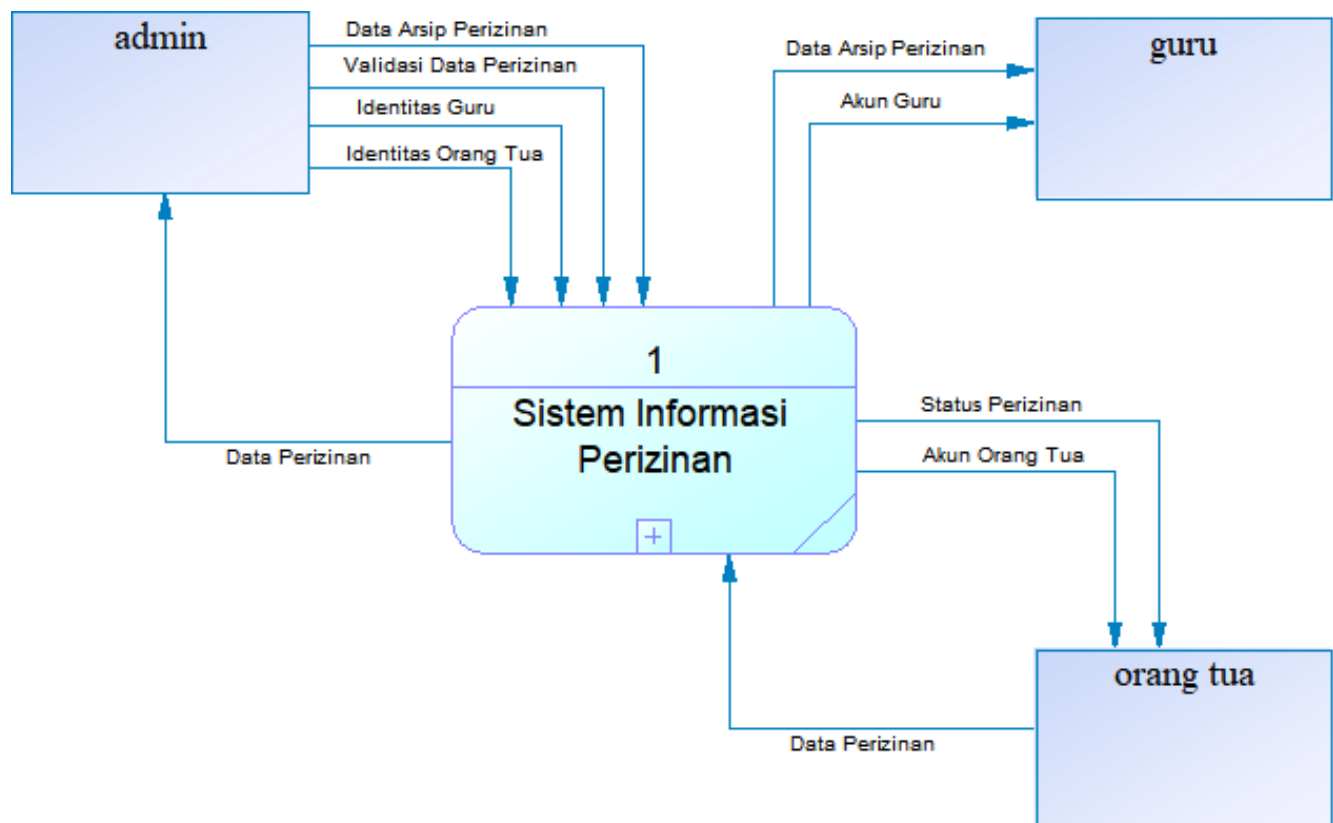 admin
Data Arsip Perizinan
Validasi Data Perizinan
Identitas Guru
Identitas Orang Tua
Data Arsip Perizinan
Akun Guru
guru
1
Sistem Informasi
Perizinan
Data Perizinan
Status Perizinan
Akun Orang Tua
orang tua
Data Perizinan